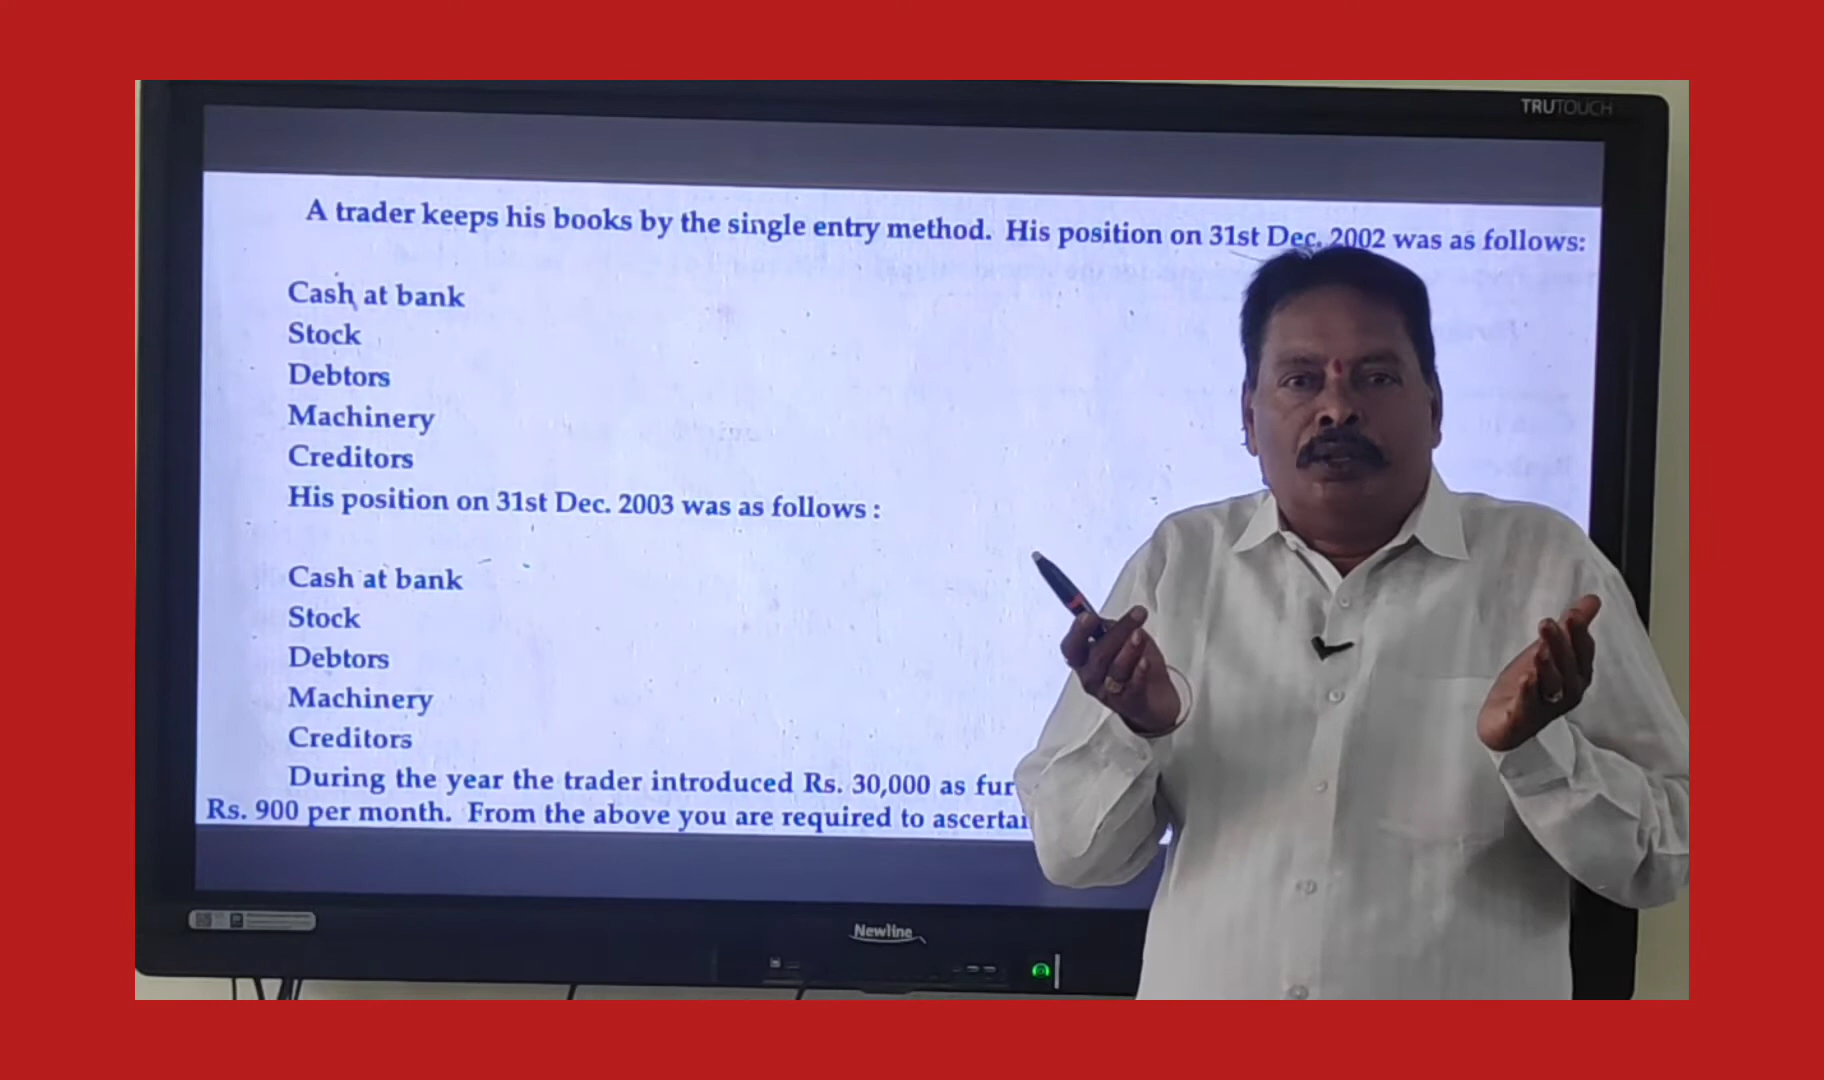 TRUTOUCH
A trader keeps his books by the single entry method. His position on 31st Dec. 2002 was as follows:
Cash at bank
Stock
Debtors
Machinery
Creditors
His position on 31st Dec. 2003 was as follows :
Cash at bank
Stock
Debtors
Machinery
Creditors
During the year the trader introduced Rs. 30,000 as fur
Rs. 900 per month. From the above you are required to ascertai
Newline